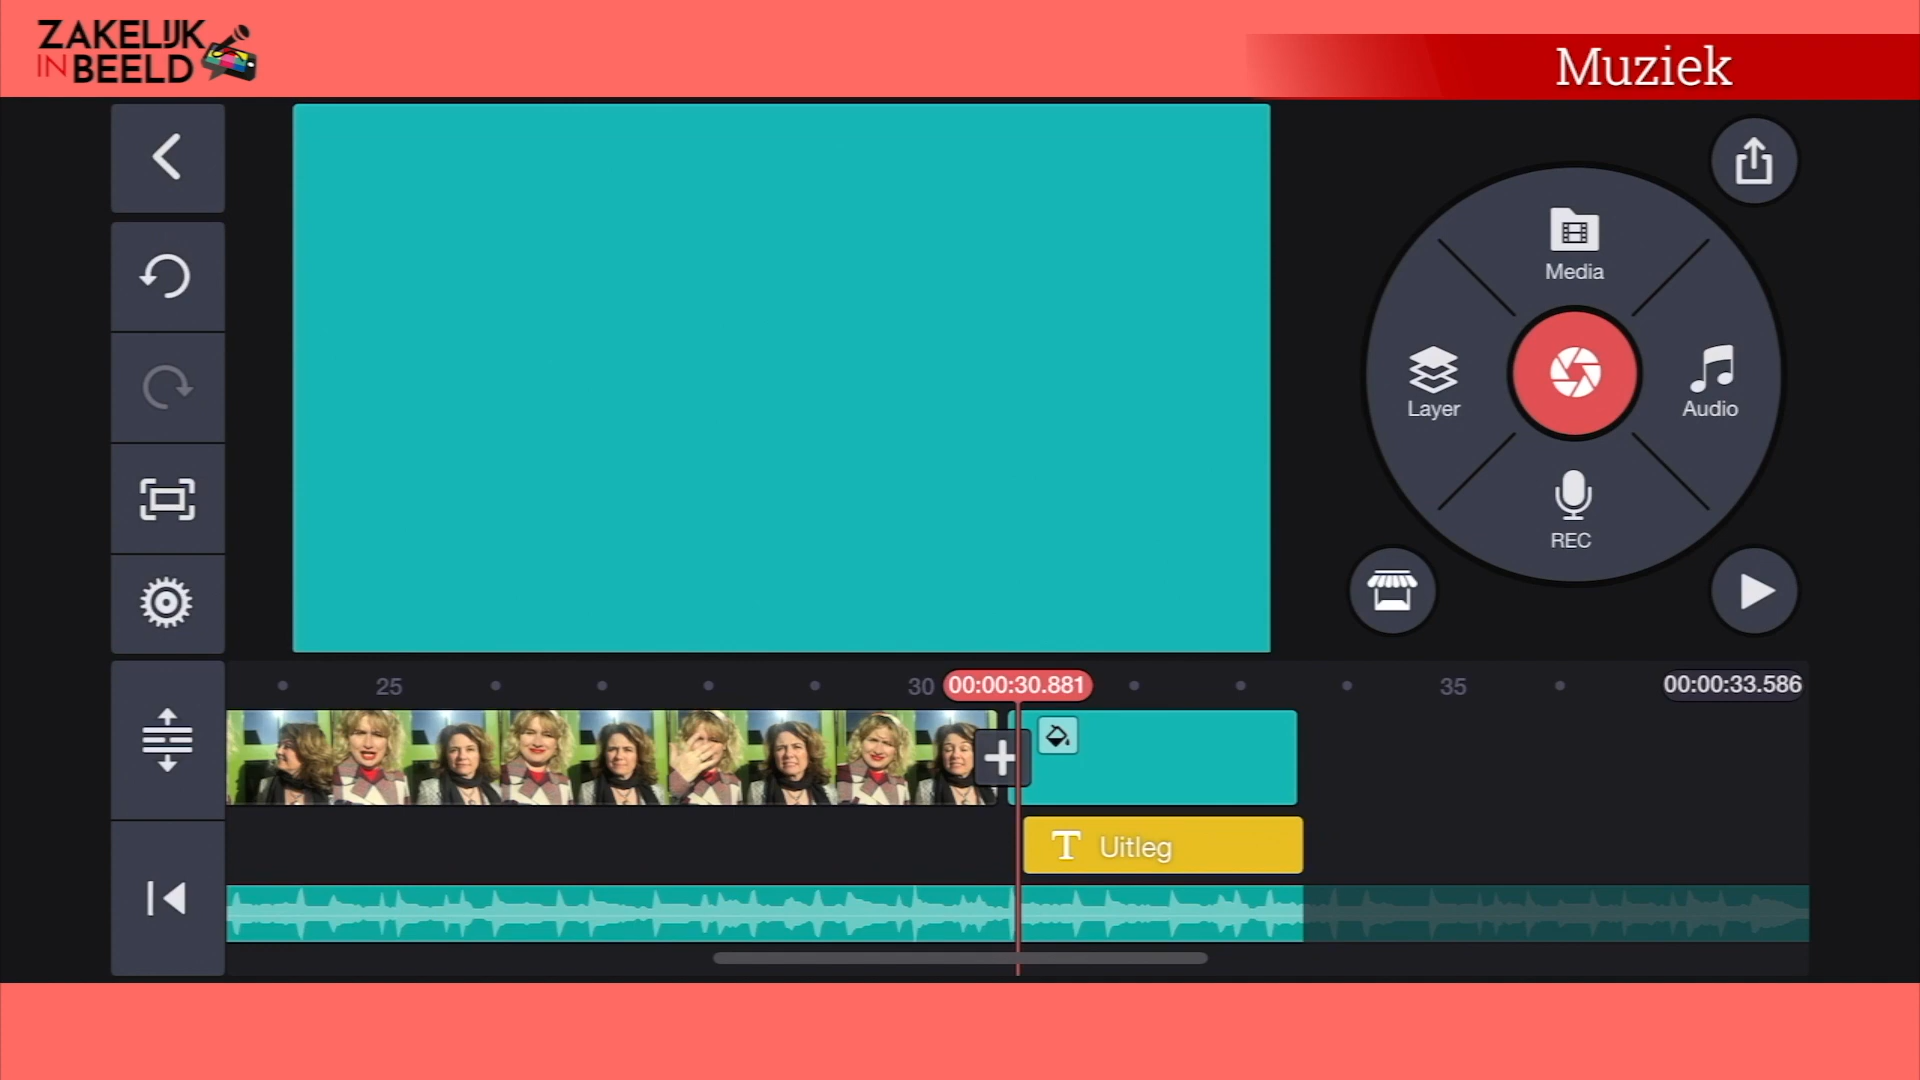 ZAKELIJK
IN BEELD
Muziek
Media
Layer
Audio
REC
25
30
00:00:30.881
35
00:00:33.586
T Uitleg